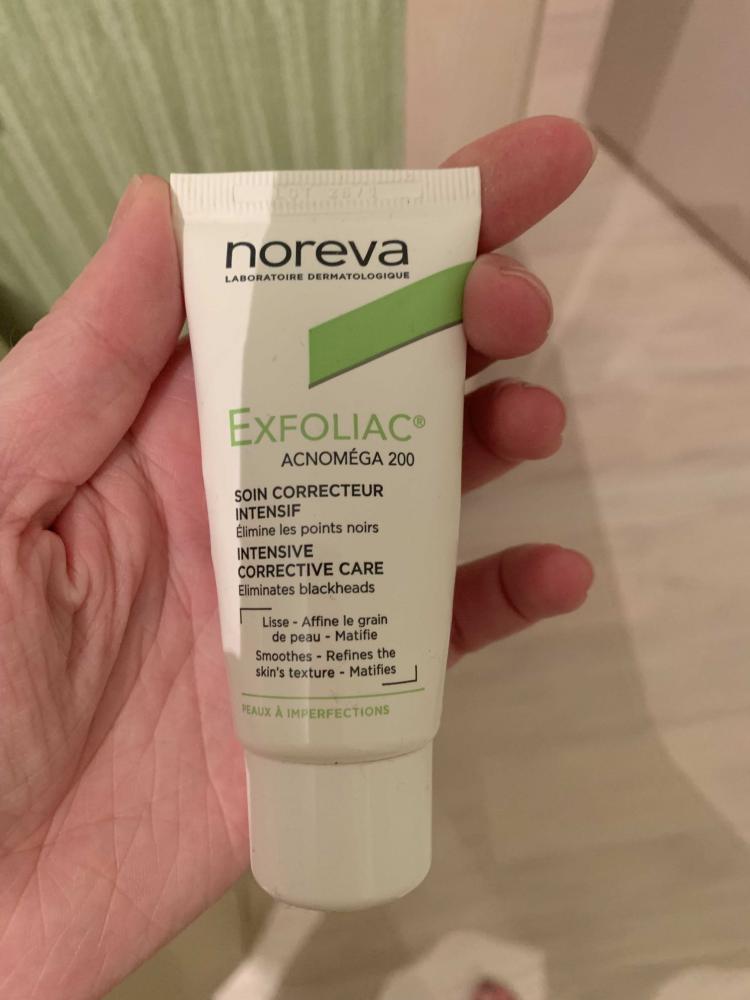 noreva
LABORATOIRE DERMATOLOGIQUE
EXFOLIAC®
ACNOMÉGA 200
SOIN CORRECTEUR
INTENSIF
Élimine les points noirs
INTENSIVE
CORRECTIVE CARE
Eliminates blackheads
Lisse - Affine le grain
de peau - Matifie
Smoothes - Refines the
skin's texture - Matifies
PEAUX À IMPERFECTIONS